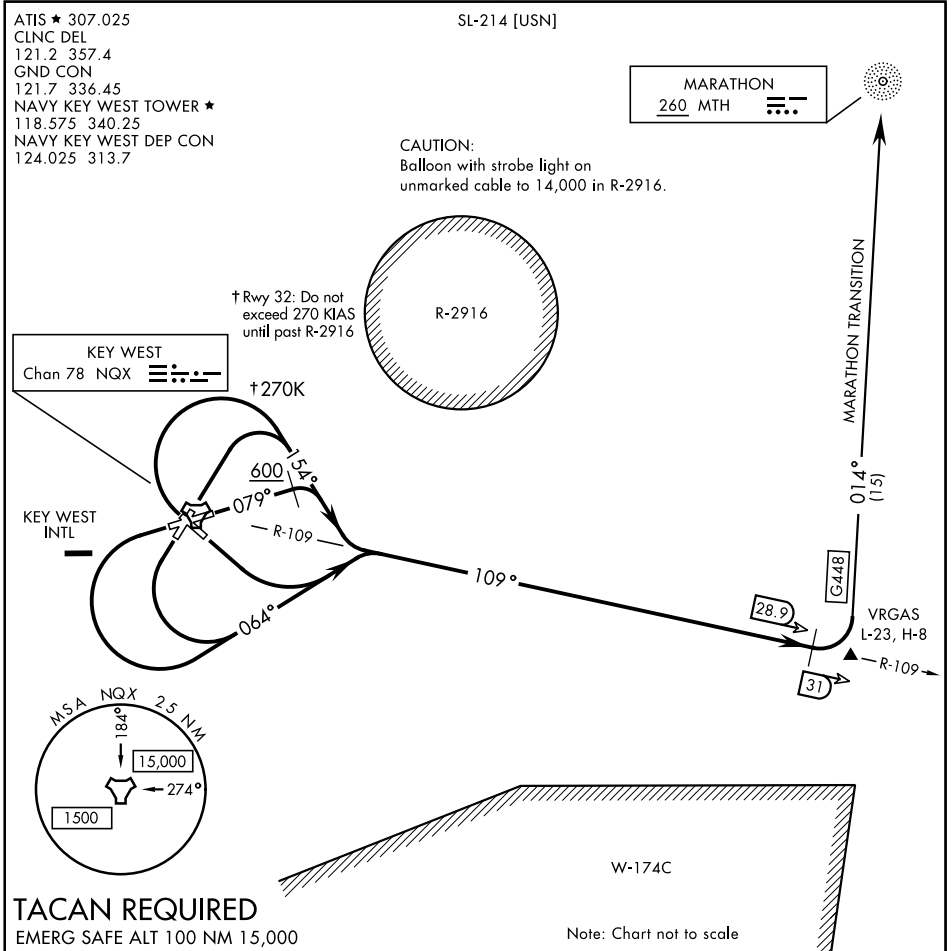 ATIS ★ 307.025
CLNC DEL
121.2 357.4
GND CON
121.7 336.45
NAVY KEY WEST TOWER ★
118.575 340.25
NAVY KEY WEST DEP CON
124.025 313.7
SL-214 [USN]
MARATHON
260 MTH
CAUTION:
Balloon with strobe light on
unmarked cable to 14,000 in R-2916.
†Rwy 32: Do not
exceed 270 KIAS
until past R-2916
R-2916
MARATHON TRANSITION
KEY WEST
Chan 78 NQX
†270K
154°
600
079°
R-109
KEY WEST
INTL
064°
109°
014°
(15)
G448
28.9
VRGAS
L-23, H-8
R-109
31
MSA NQX 25 NM
184°
15,000
274°
1500
W-174C
TACAN REQUIRED
EMERG SAFE ALT 100 NM 15,000
Note: Chart not to scale